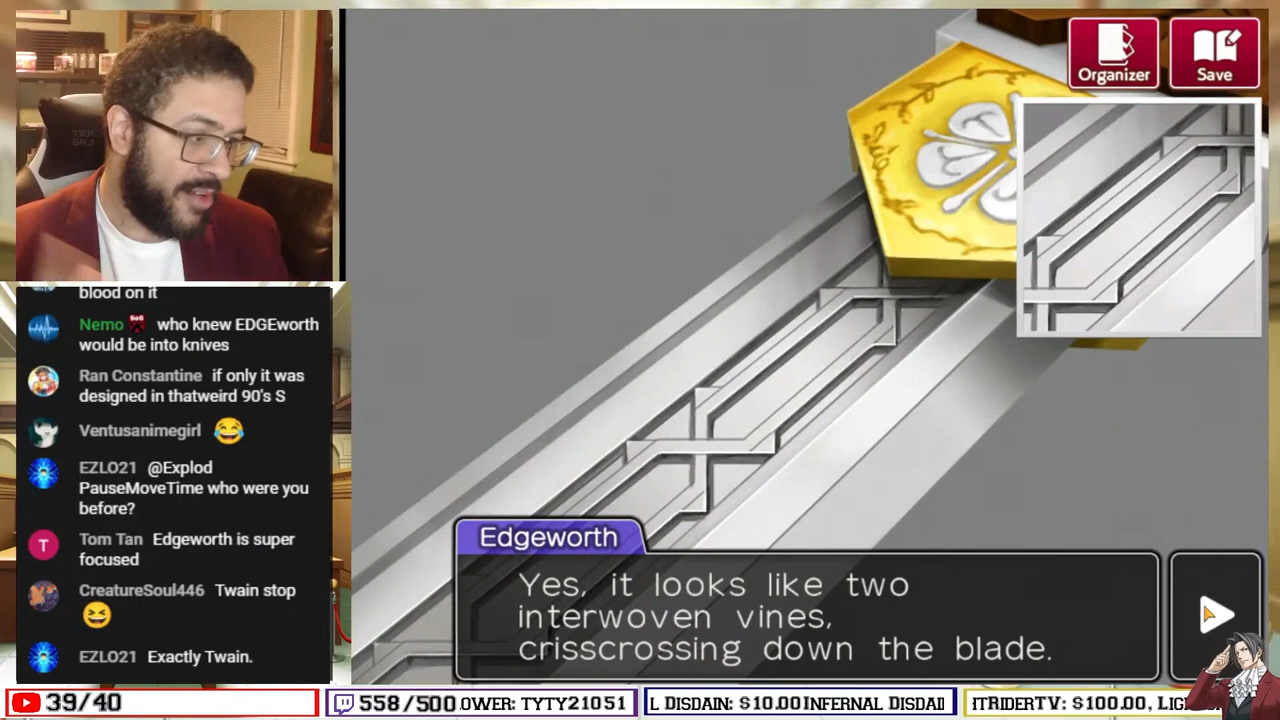 Organizer
Save
blood on it
Nemo who knew EDGEworth
would be into knives
Ran Constantine if only it was
designed in thatweird 90's S
Ventusanimegirl
EZLO21 @Explod
PauseMoveTime who were you
before?
Tom Tan Edgeworth is super
focused
CreatureSoul446 Twain stop
EZLO21 Exactly Twain.
Edgeworth
Yes, it looks like two
interwoven vines,
crisscrossing down the blade.
39/40
558/500
OWER: TYTY21051
L DISDAIN: $10.00 INFERNAL DISDAI
ITRIDERTV: $100.00, LIG